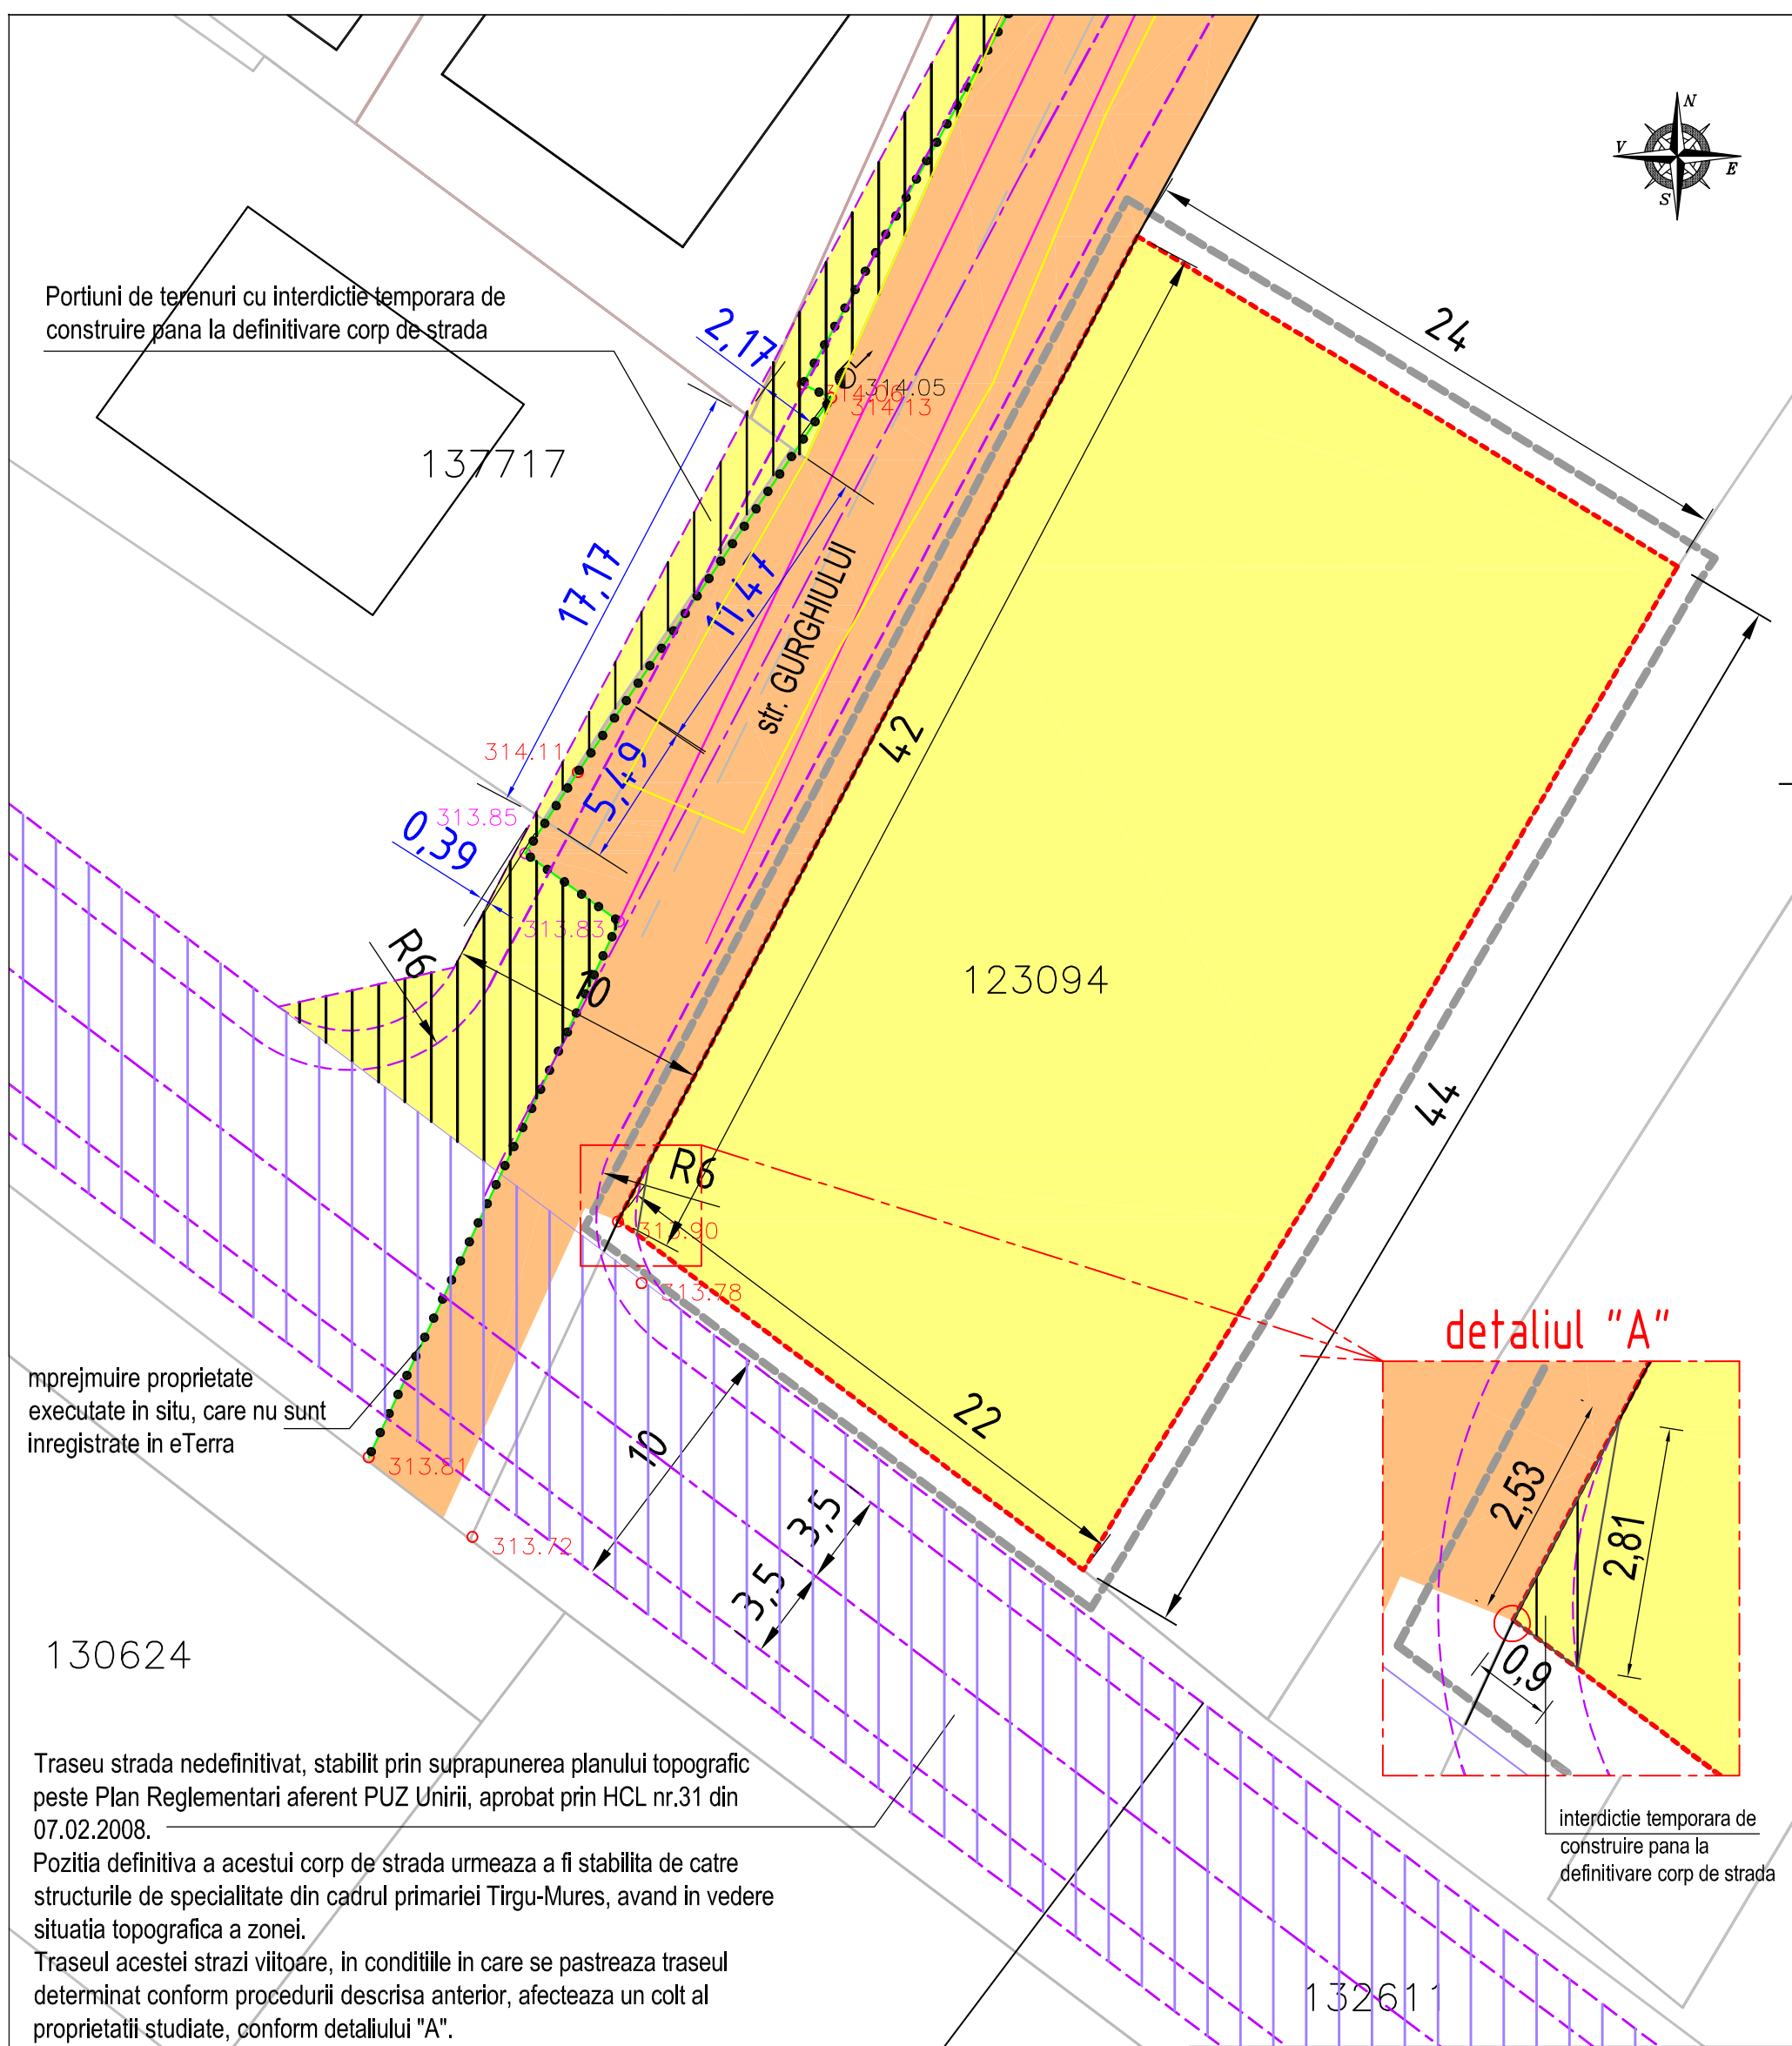 N
V
E
S
Portiuni de terenuri cu interdictie temporara de
construire pana la definitivare corp de strada
2,17
24
314.05
314.06
314.13
137717
17,17
11,47
str. GURGHIULUI
42
314.11
5,49
313.85
0,39
313.83
R6
10
123094
44
R6
313.90
313.78
detaliul "A"
mprejmuire proprietate
executate in situ, care nu sunt
inregistrate in eTerra
22
10
313.81
3,5
2,53
2,81
313.72
3,5
130624
0,9
Traseu strada nedefinitivat, stabilit prin suprapunerea planului topografic
peste Plan Reglementari aferent PUZ Unirii, aprobat prin HCL nr.31 din
07.02.2008.
Pozitia definitiva a acestui corp de strada urmeaza a fi stabilita de catre
structurile de specialitate din cadrul primariei Tirgu-Mures, avand in vedere
situatia topografica a zonei.
Traseul acestei strazi viitoare, in conditiile in care se pastreaza traseul
determinat conform procedurii descrisa anterior, afecteaza un colt al
proprietatii studiate, conform detaliului "A".
interdictie temporara de
construire pana la
definitivare corp de strada
132611